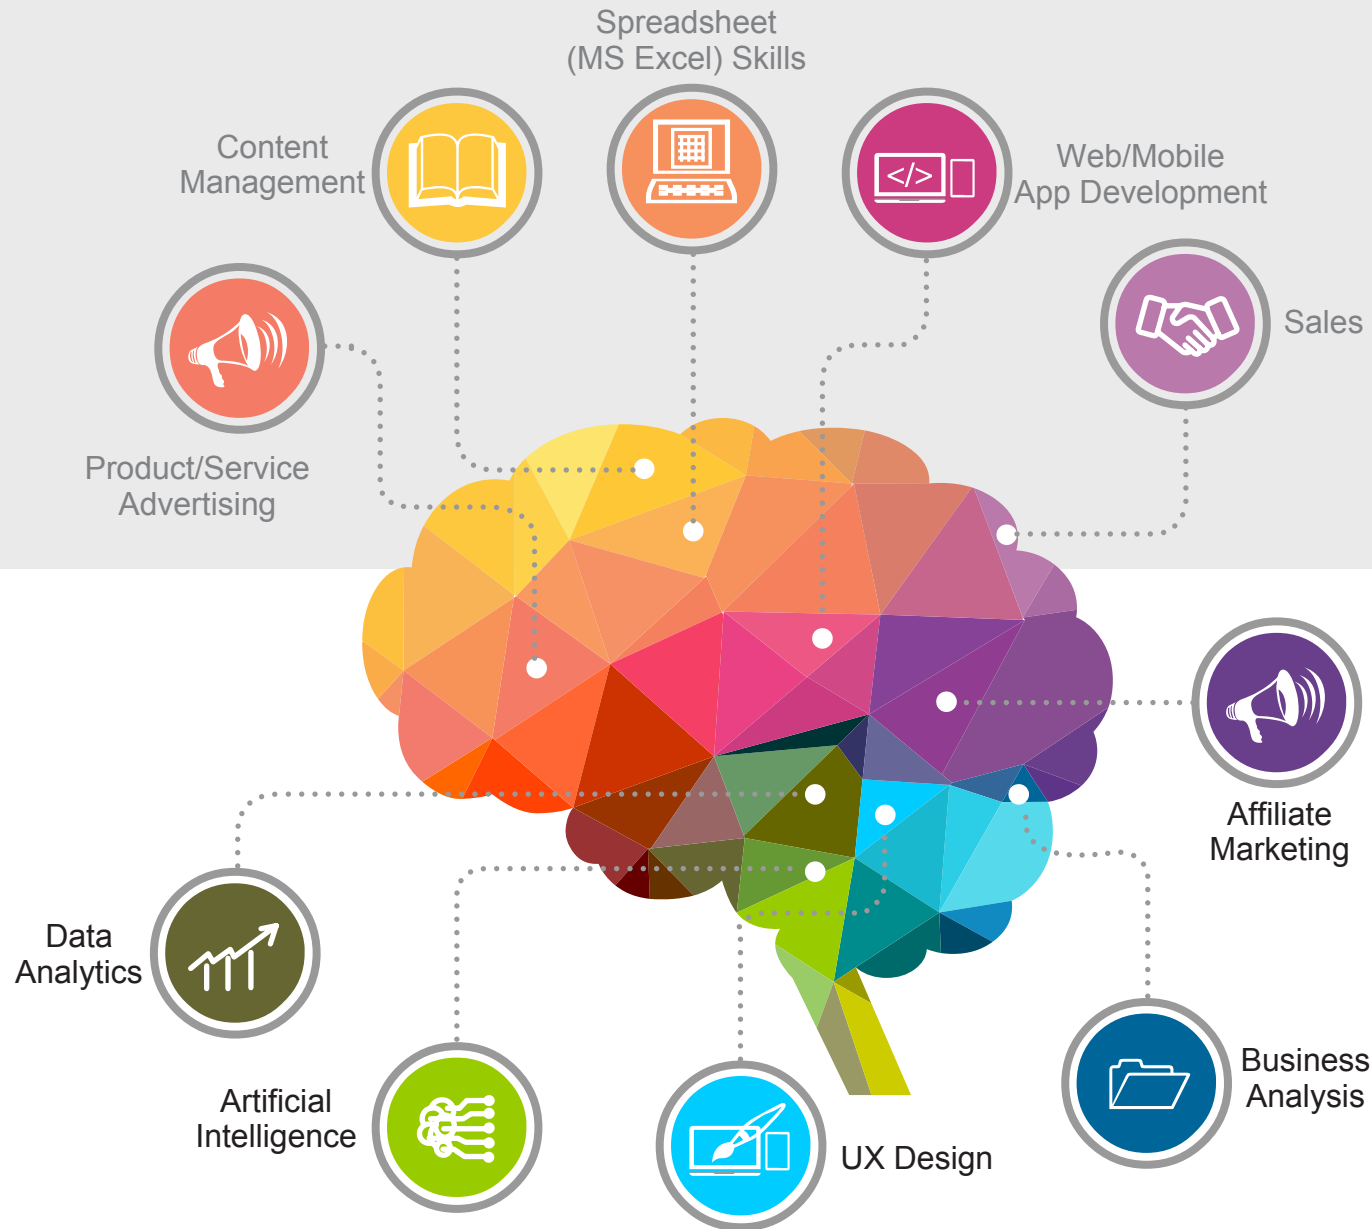 Spreadsheet
(MS Excel) Skills
Content
Management
</>
Web/Mobile
App Development
Sales
Product/Service
Advertising
Affiliate
Marketing
Data
Analytics
Artificial
Intelligence
UX Design
Business
Analysis